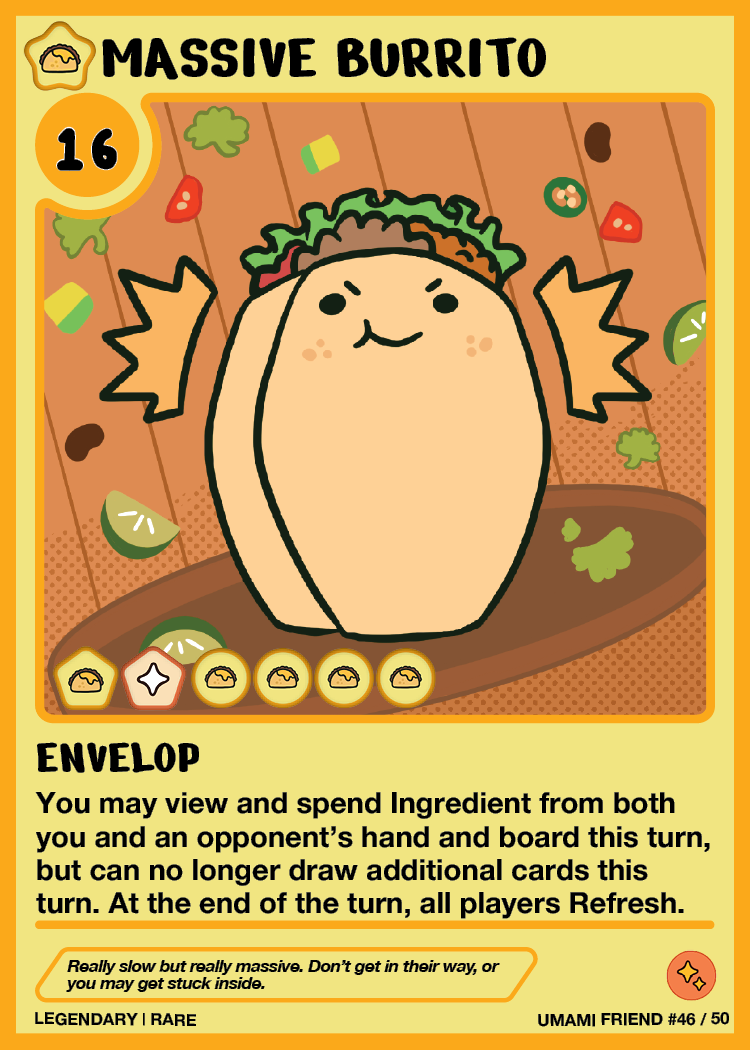 MASSIVE BURRITO
16
ENVELOP
You may view and spend Ingredient from both
you and an opponent's hand and board this turn,
but can no longer draw additional cards this
turn. At the end of the turn, all players Refresh.
Really slow but really massive. Don't get in their way, or
you may get stuck inside.
LEGENDARY | RARE
UMAMI FRIEND #46 / 50